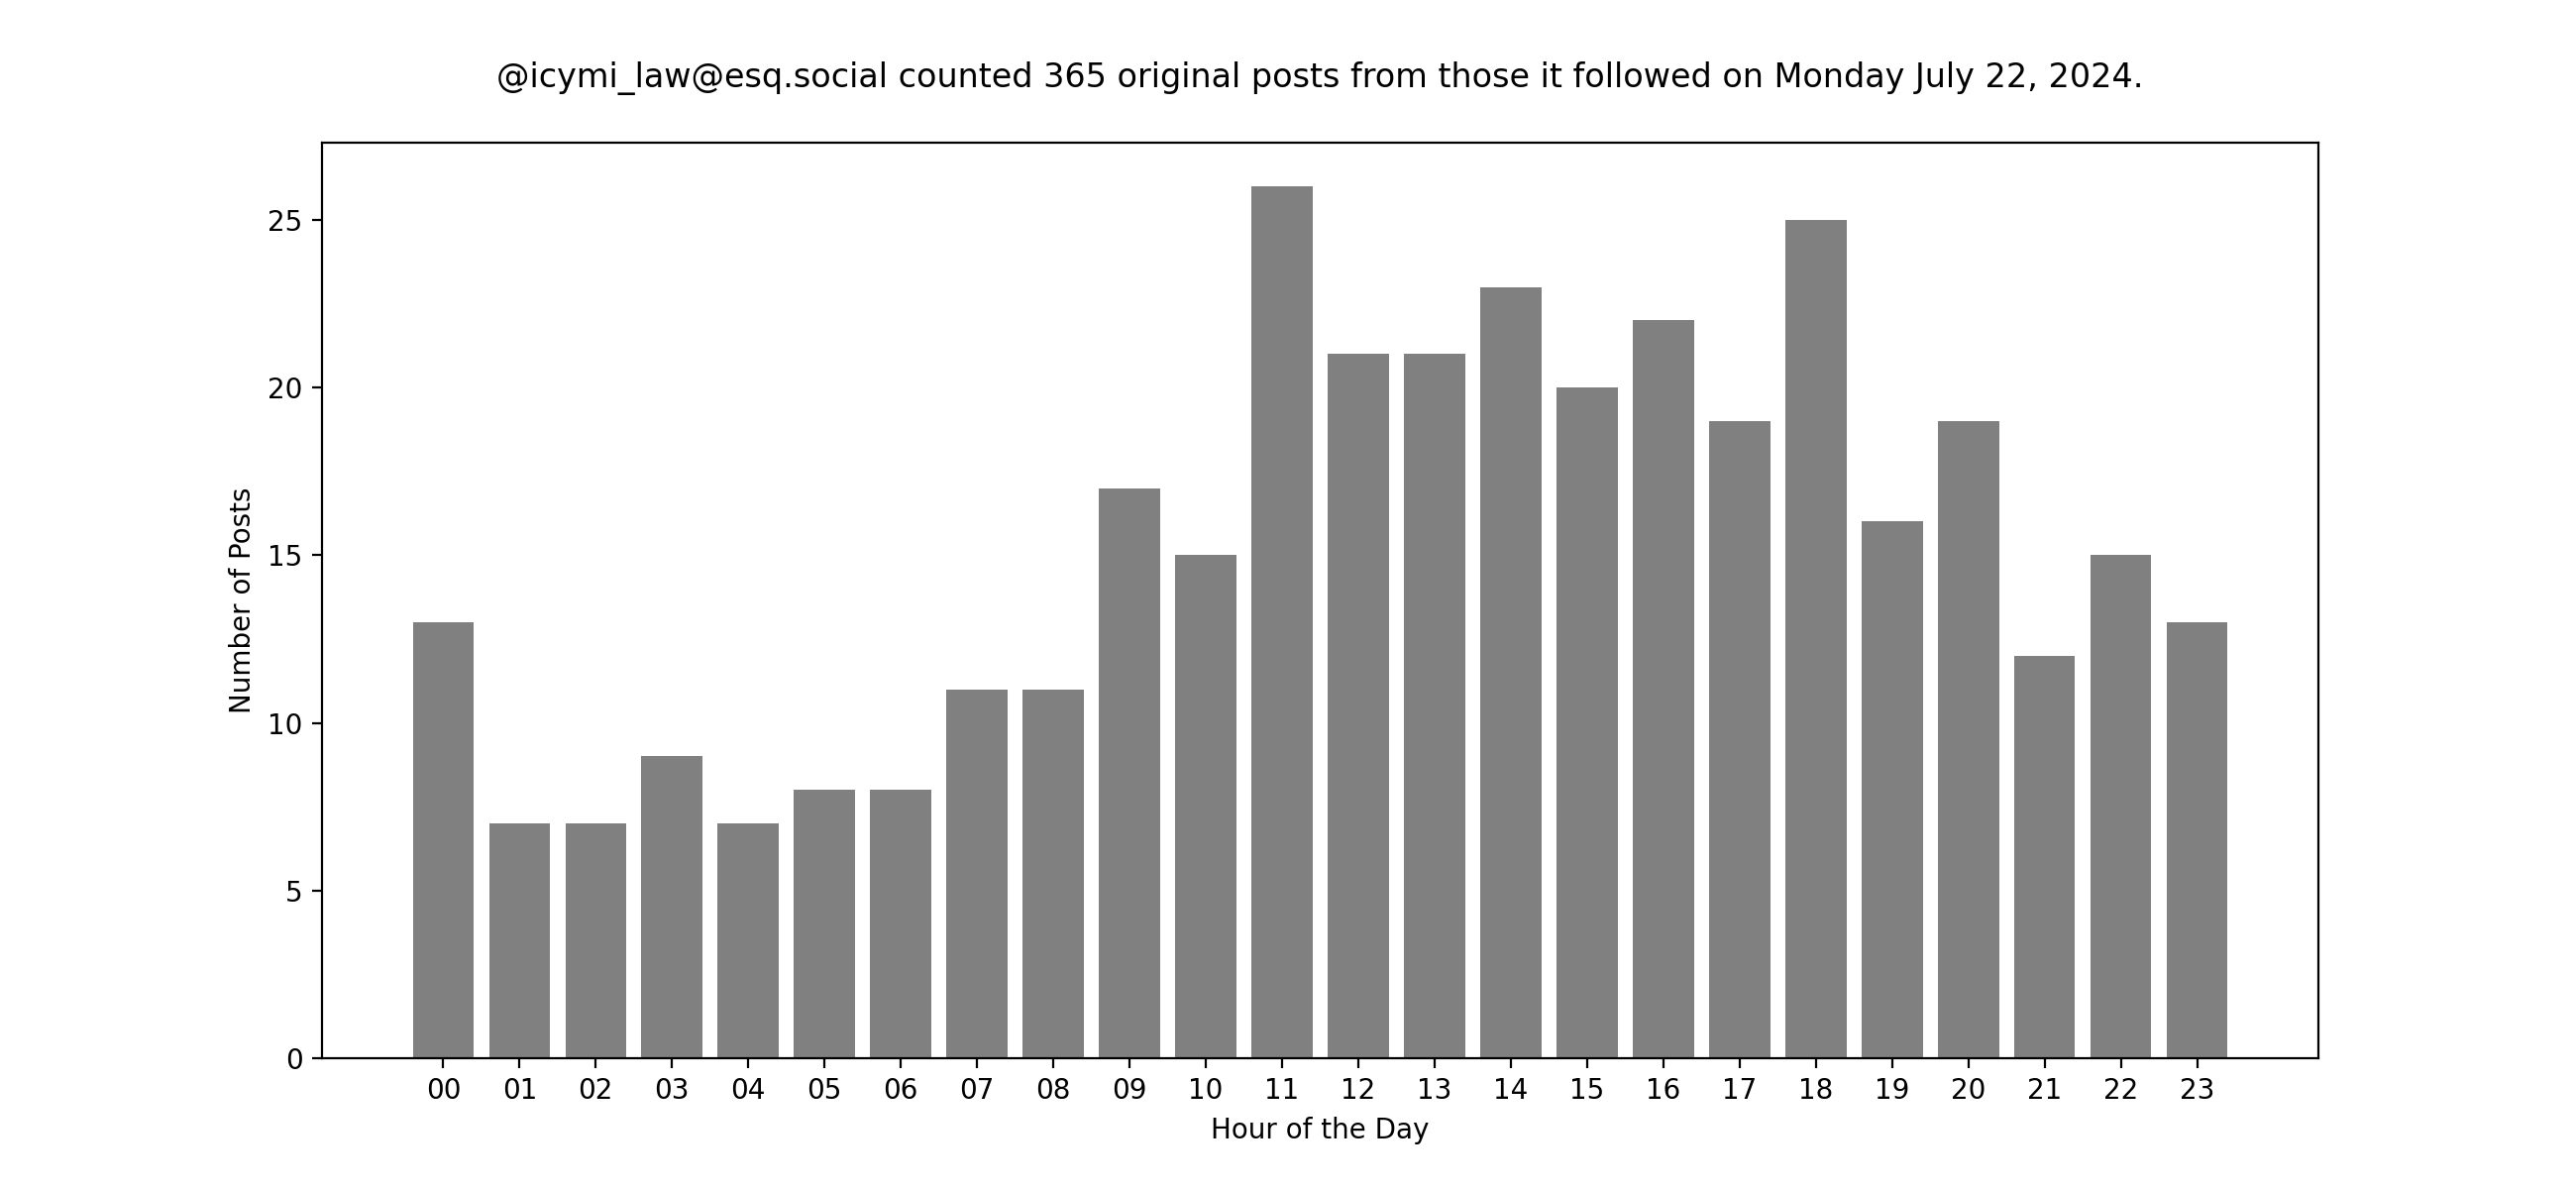 @icymi_law@esq.social counted 365 original posts from those it followed on Monday July 22, 2024.
25
20
15
10
5
0
Number of Posts
00 01 02 03 04 05 06 07 08 09 10 11 12 13 14 15 16 17 18 19 20 21 22 23
Hour of the Day